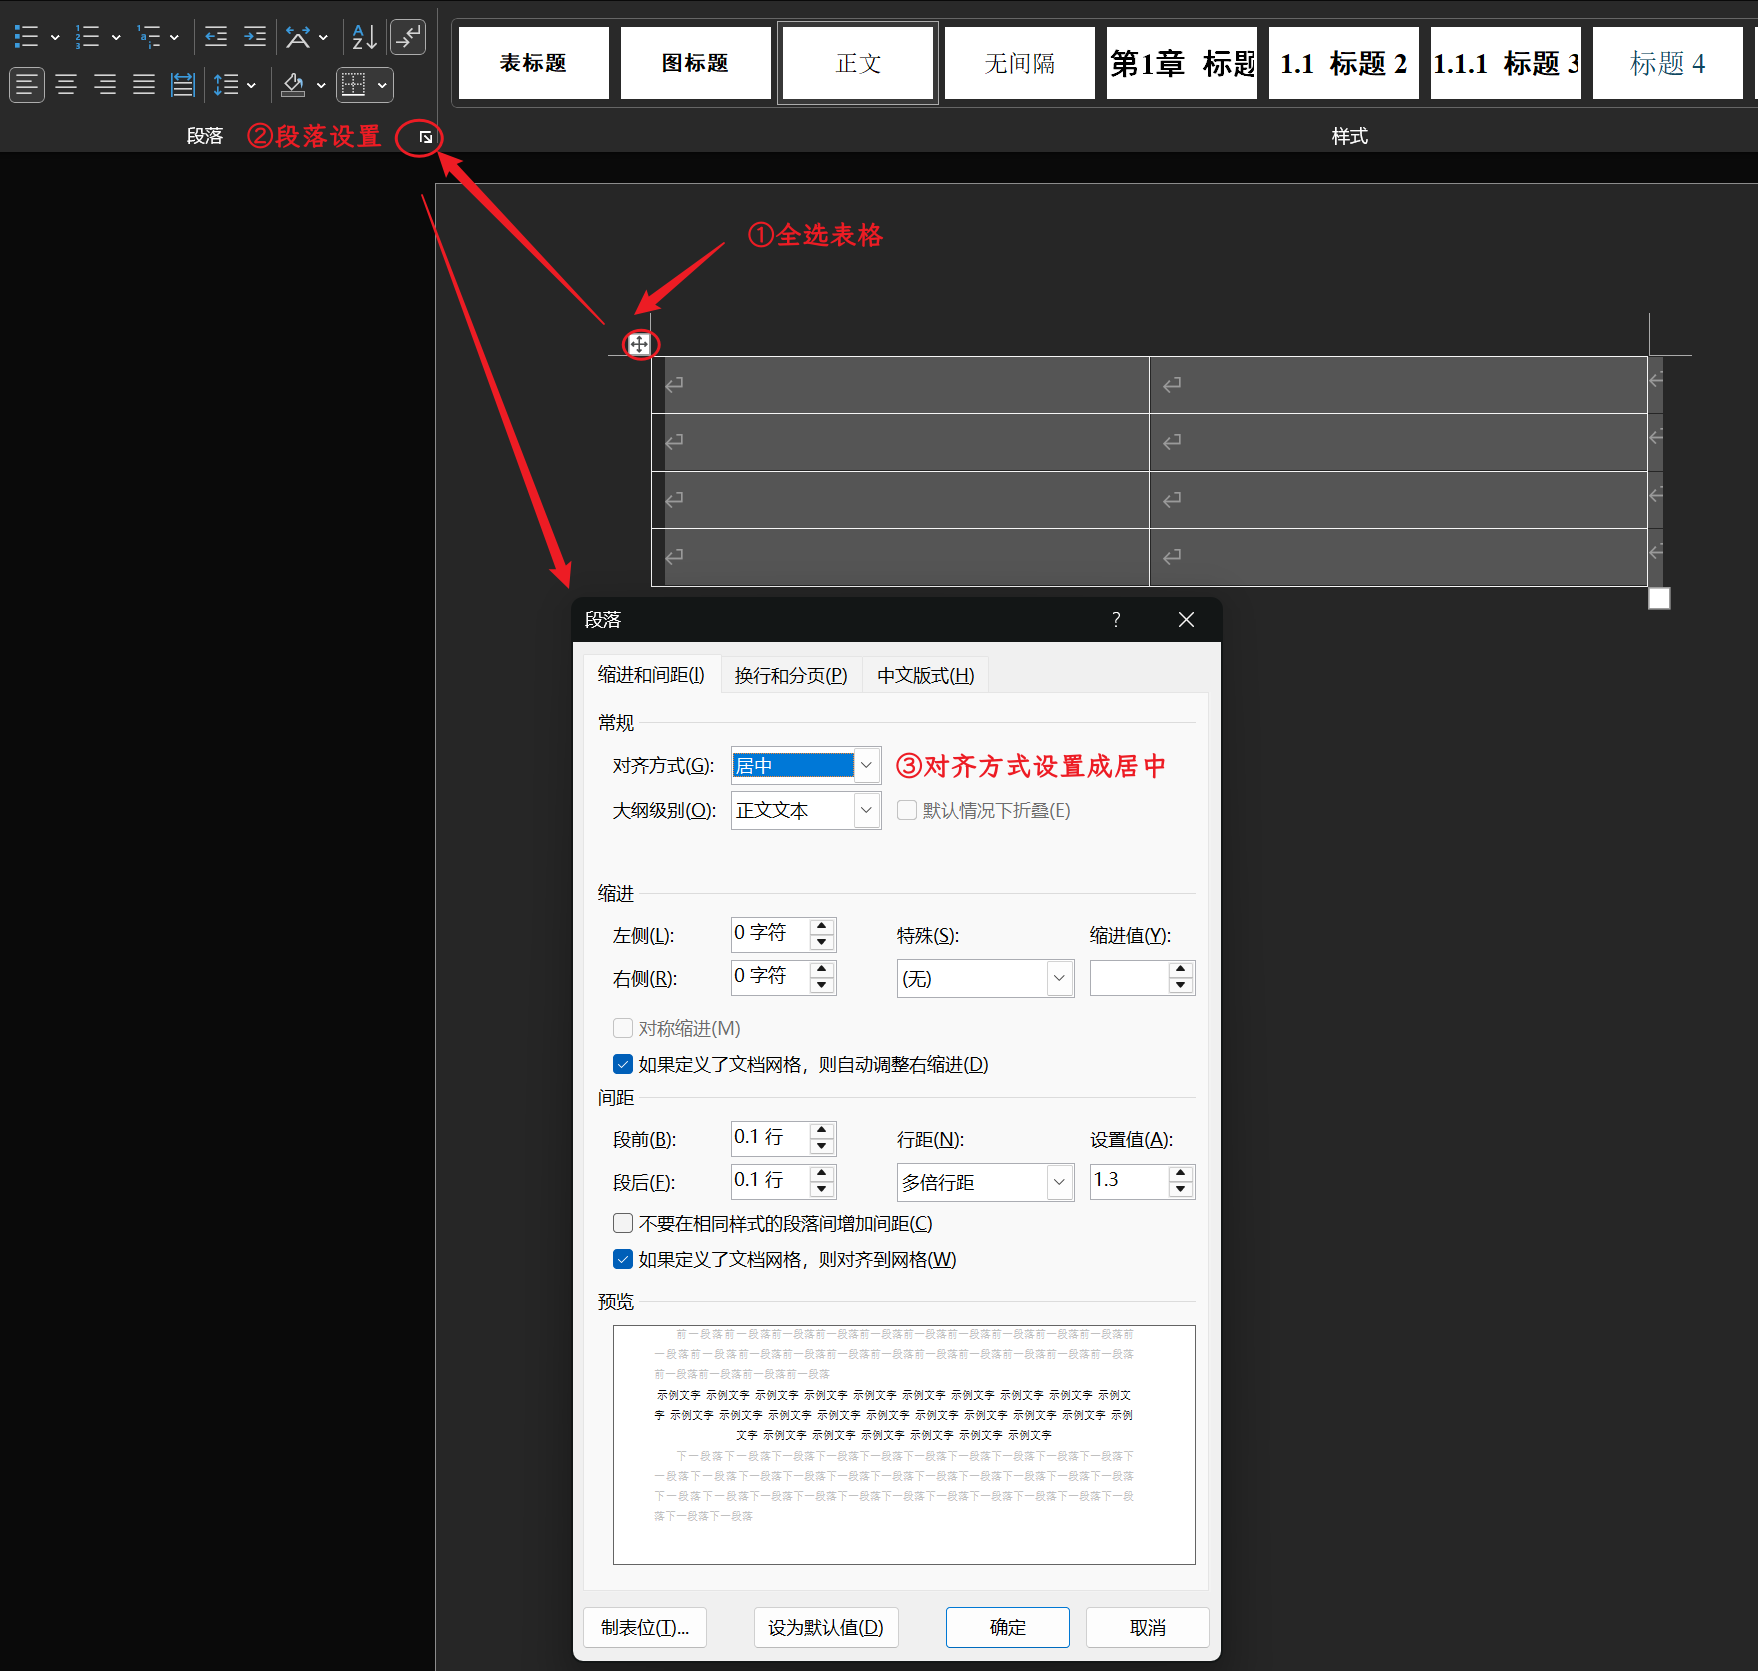 表标题
图标题
正文
无间隔
第1章 标题
1.1 标题 2
1.1.1 标题 3
标题 4
段落
②段落设置
样式
①全选表格
段落
缩进和间距(I)
换行和分页(P)
中文版式(H)
常规
对齐方式(G):
居中
③对齐方式设置成居中
大纲级别(O):
正文文本
默认情况下折叠(E)
缩进
左侧(L):
0 字符
特殊(S):
缩进值(Y):
右侧(R):
0 字符
(无)
对称缩进(M)
如果定义了文档网格，则自动调整右缩进(D)
间距
段前(B):
0.1 行
行距(N):
设置值(A):
段后(F):
0.1 行
多倍行距
1.3
不要在相同样式的段落间增加间距(C)
如果定义了文档网格，则对齐到网格(W)
预览
前一段落前一段落前一段落前一段落前一段落前一段落前一段落前一段落前一段落前一段落前
一段落前一段落前一段落前一段落前一段落前一段落前一段落前一段落前一段落前一段落
前一段落前一段落前一段落前一段落
示例文字 示例文字 示例文字 示例文字 示例文字 示例文字 示例文字 示例文字 示例文字 示例文
字 示例文字 示例文字 示例文字 示例文字 示例文字 示例文字 示例文字 示例文字 示例文字 示例
文字 示例文字 示例文字 示例文字 示例文字 示例文字 示例文字
下一段落下一段落下一段落下一段落下一段落下一段落下一段落下一段落下一段落下一段落下
一段落下一段落下一段落下一段落下一段落下一段落下一段落下一段落下一段落下一段落
下一段落下一段落下一段落下一段落下一段落下一段落下一段落下一段落下一段落下一段
落下一段落下一段落
制表位(T)...
设为默认值(D)
确定
取消